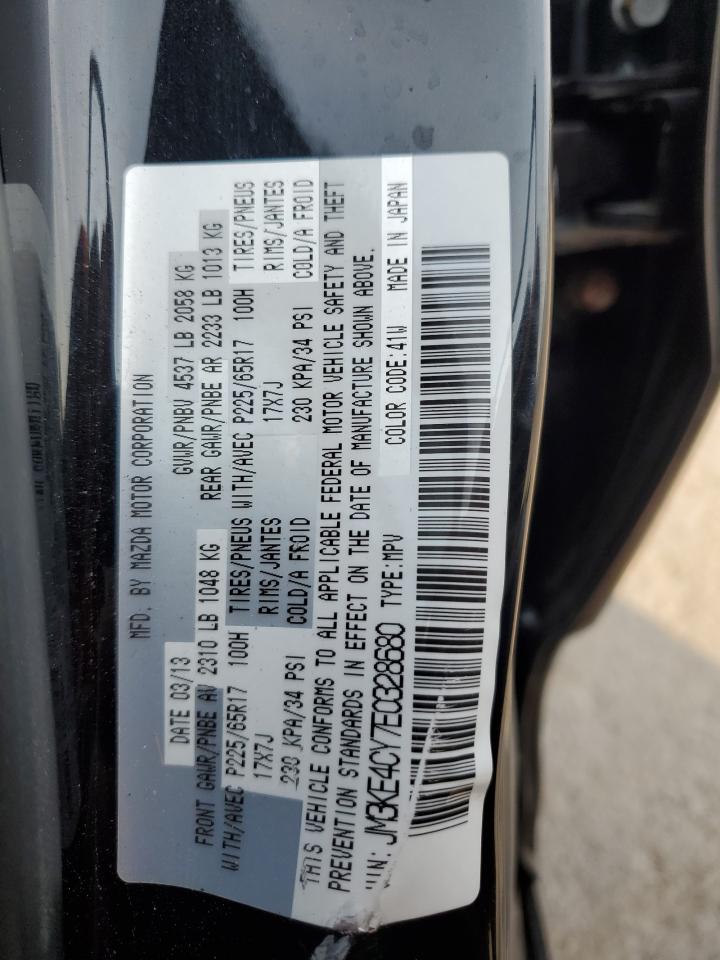 MFD. BY MAZDA MOTOR CORPORATION
DATE 03/13 GVWR/PNBV 4537 LB 2058 KG
FRONT GAWR/PNBE AV 2310 LB 1048 KG REAR GAWR/PNBE AR 2233 LB 1013 KG
WITH/AVEC P225/65R17 100H TIRES/PNEUS WITH/AVEC P225/65R17 100H TIRES/PNEUS
17X7J RIMS/JANTES 17X7J RIMS/JANTES
230 KPA/34 PSI COLD/A FROID 230 KPA/34 PSI COLD/A FROID
THIS VEHICLE CONFORMS TO ALL APPLICABLE FEDERAL MOTOR VEHICLE SAFETY AND THEFT
PREVENTION STANDARDS IN EFFECT ON THE DATE OF MANUFACTURE SHOWN ABOVE.
VIN: JM3KE4CY7E0328680 TYPE:MPV COLOR CODE:41W MADE IN JAPAN